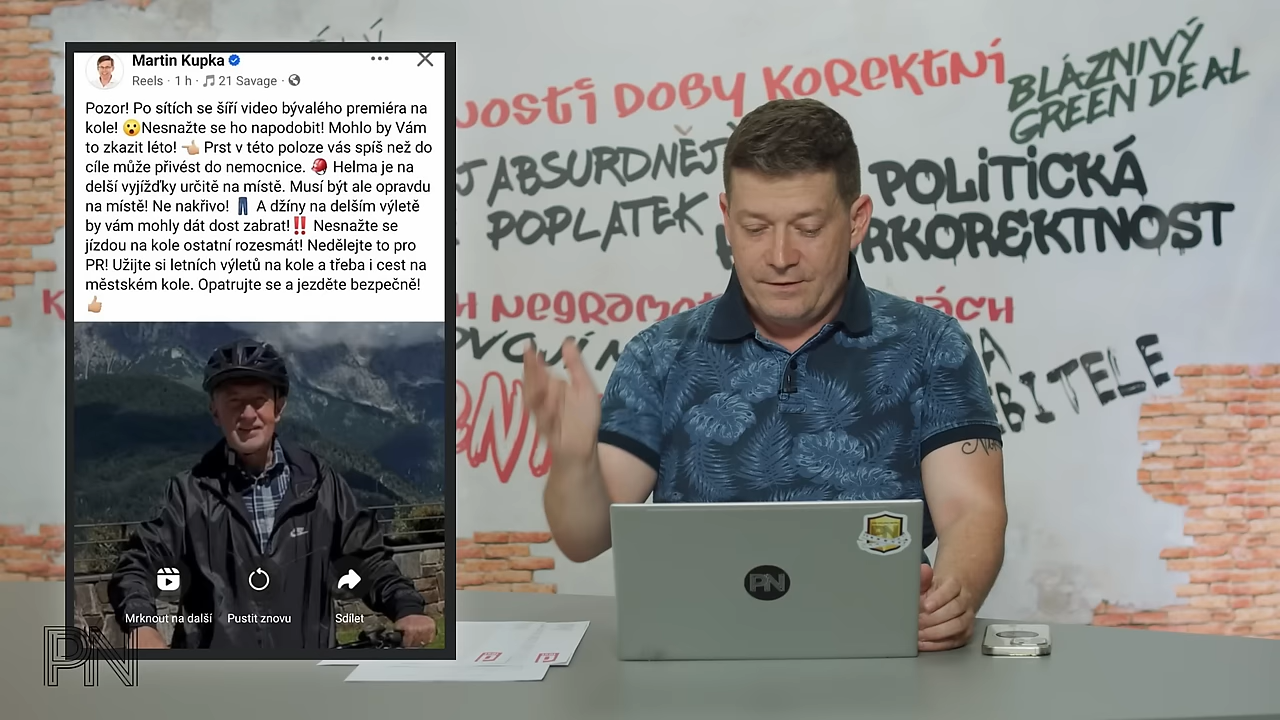 Martin Kupka
Reels · 1 h · 21 Savage ·
Pozor! Po sítích se šíří video bývalého premiéra na
kole! 😮Nesnažte se ho napodobit! Mohlo by Vám
to zkazit léto! 👈🏼 Prst v této poloze vás spíš než do
cíle může přivést do nemocnice. Helma je na
delší vyjížďky určitě na místě. Musí být ale opravdu
na místě! Ne nakřivo! 👖 A džíny na delším výletě
by vám mohly dát dost zabrat!‼️ Nesnažte se
jízdou na kole ostatní rozesmát! Nedělejte to pro
PR! Užijte si letních výletů na kole a třeba i cest na
městském kole. Opatrujte se a jezděte bezpečně!
👍🏼
Mrknout na další
Pustit znovu
Sdílet
PN
DOBY KOREKTNÍ
BLÁZNIVÝ
GREEN DEAL
POPLATEK
POLITICKÁ
PN